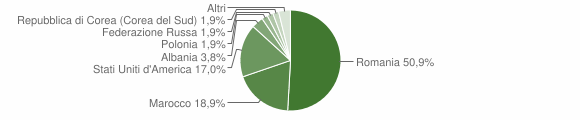 Altri
Repubblica di Corea (Corea del Sud) 1,9%
Federazione Russa 1,9%
Polonia 1,9%
Albania 3,8%
Stati Uniti d'America 17,0%
Romania 50,9%
Marocco 18,9%